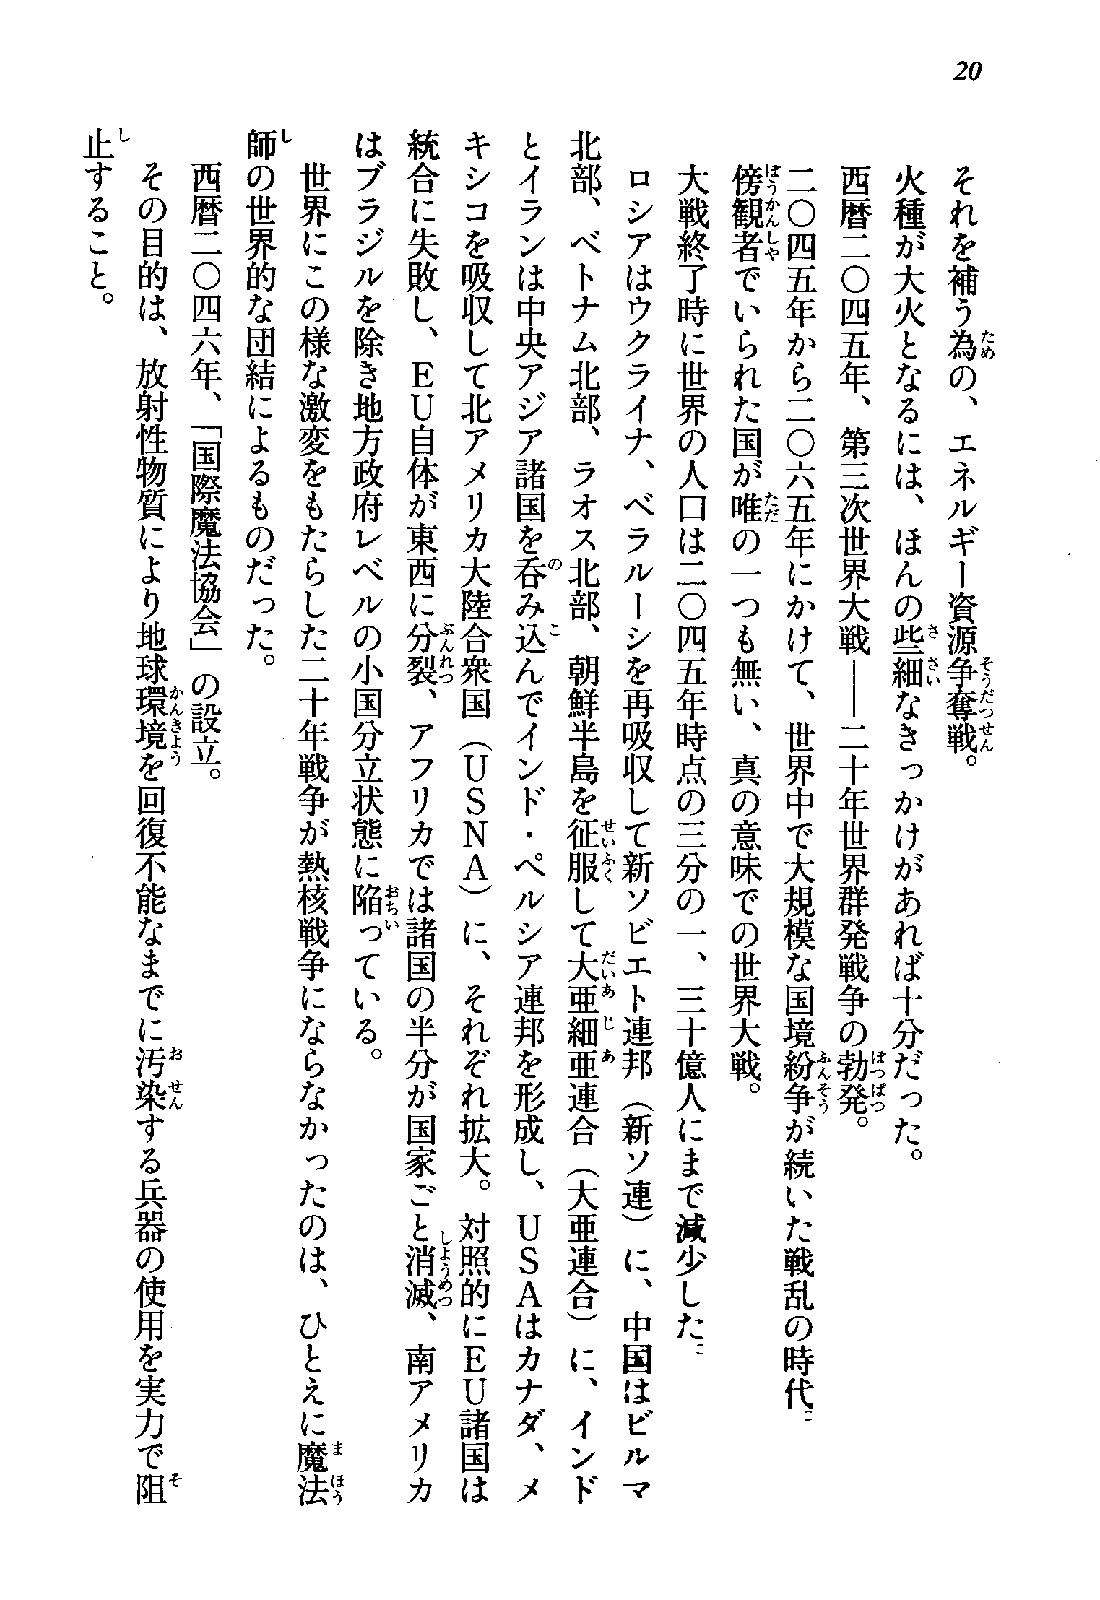 20
それを補う為の、エネルギー資源争奪戦。
火種が大火となるには、ほんの些細なきっかけがあれば十分だった。
西暦二〇四五年、第三次世界大戦――二十年世界群発戦争の勃発。
二〇四五年から二〇六五年にかけて、世界中で大規模な国境紛争が続いた戦乱の時代。
傍観者でいられた国が唯の一つも無い、真の意味での世界大戦。
大戦終了時に世界の人口は二〇四五年時点の三分の一、三十億人にまで減少した。
ロシアはウクライナ、ベラルーシを再吸収して新ソビエト連邦（新ソ連）に、中国はビルマ
北部、ベトナム北部、ラオス北部、朝鮮半島を征服して大亜細亜連合（大亜連合）に、インド
とイランは中央アジア諸国を呑み込んでインド・ペルシア連邦を形成し、ＵＳＡはカナダ、メ
キシコを吸収して北アメリカ大陸合衆国（ＵＳＮＡ）に、それぞれ拡大。対照的にＥＵ諸国は
統合に失敗し、ＥＵ自体が東西に分裂、アフリカでは諸国の半分が国家ごと消滅、南アメリカ
はブラジルを除き地方政府レベルの小国分立状態に陥っている。
世界にこの様な激変をもたらした二十年戦争が熱核戦争にならなかったのは、ひとえに魔法
師の世界的な団結によるものだった。
西暦二〇四六年、「国際魔法協会」の設立。
その目的は、放射性物質により地球環境を回復不能なまでに汚染する兵器の使用を実力で阻
止すること。